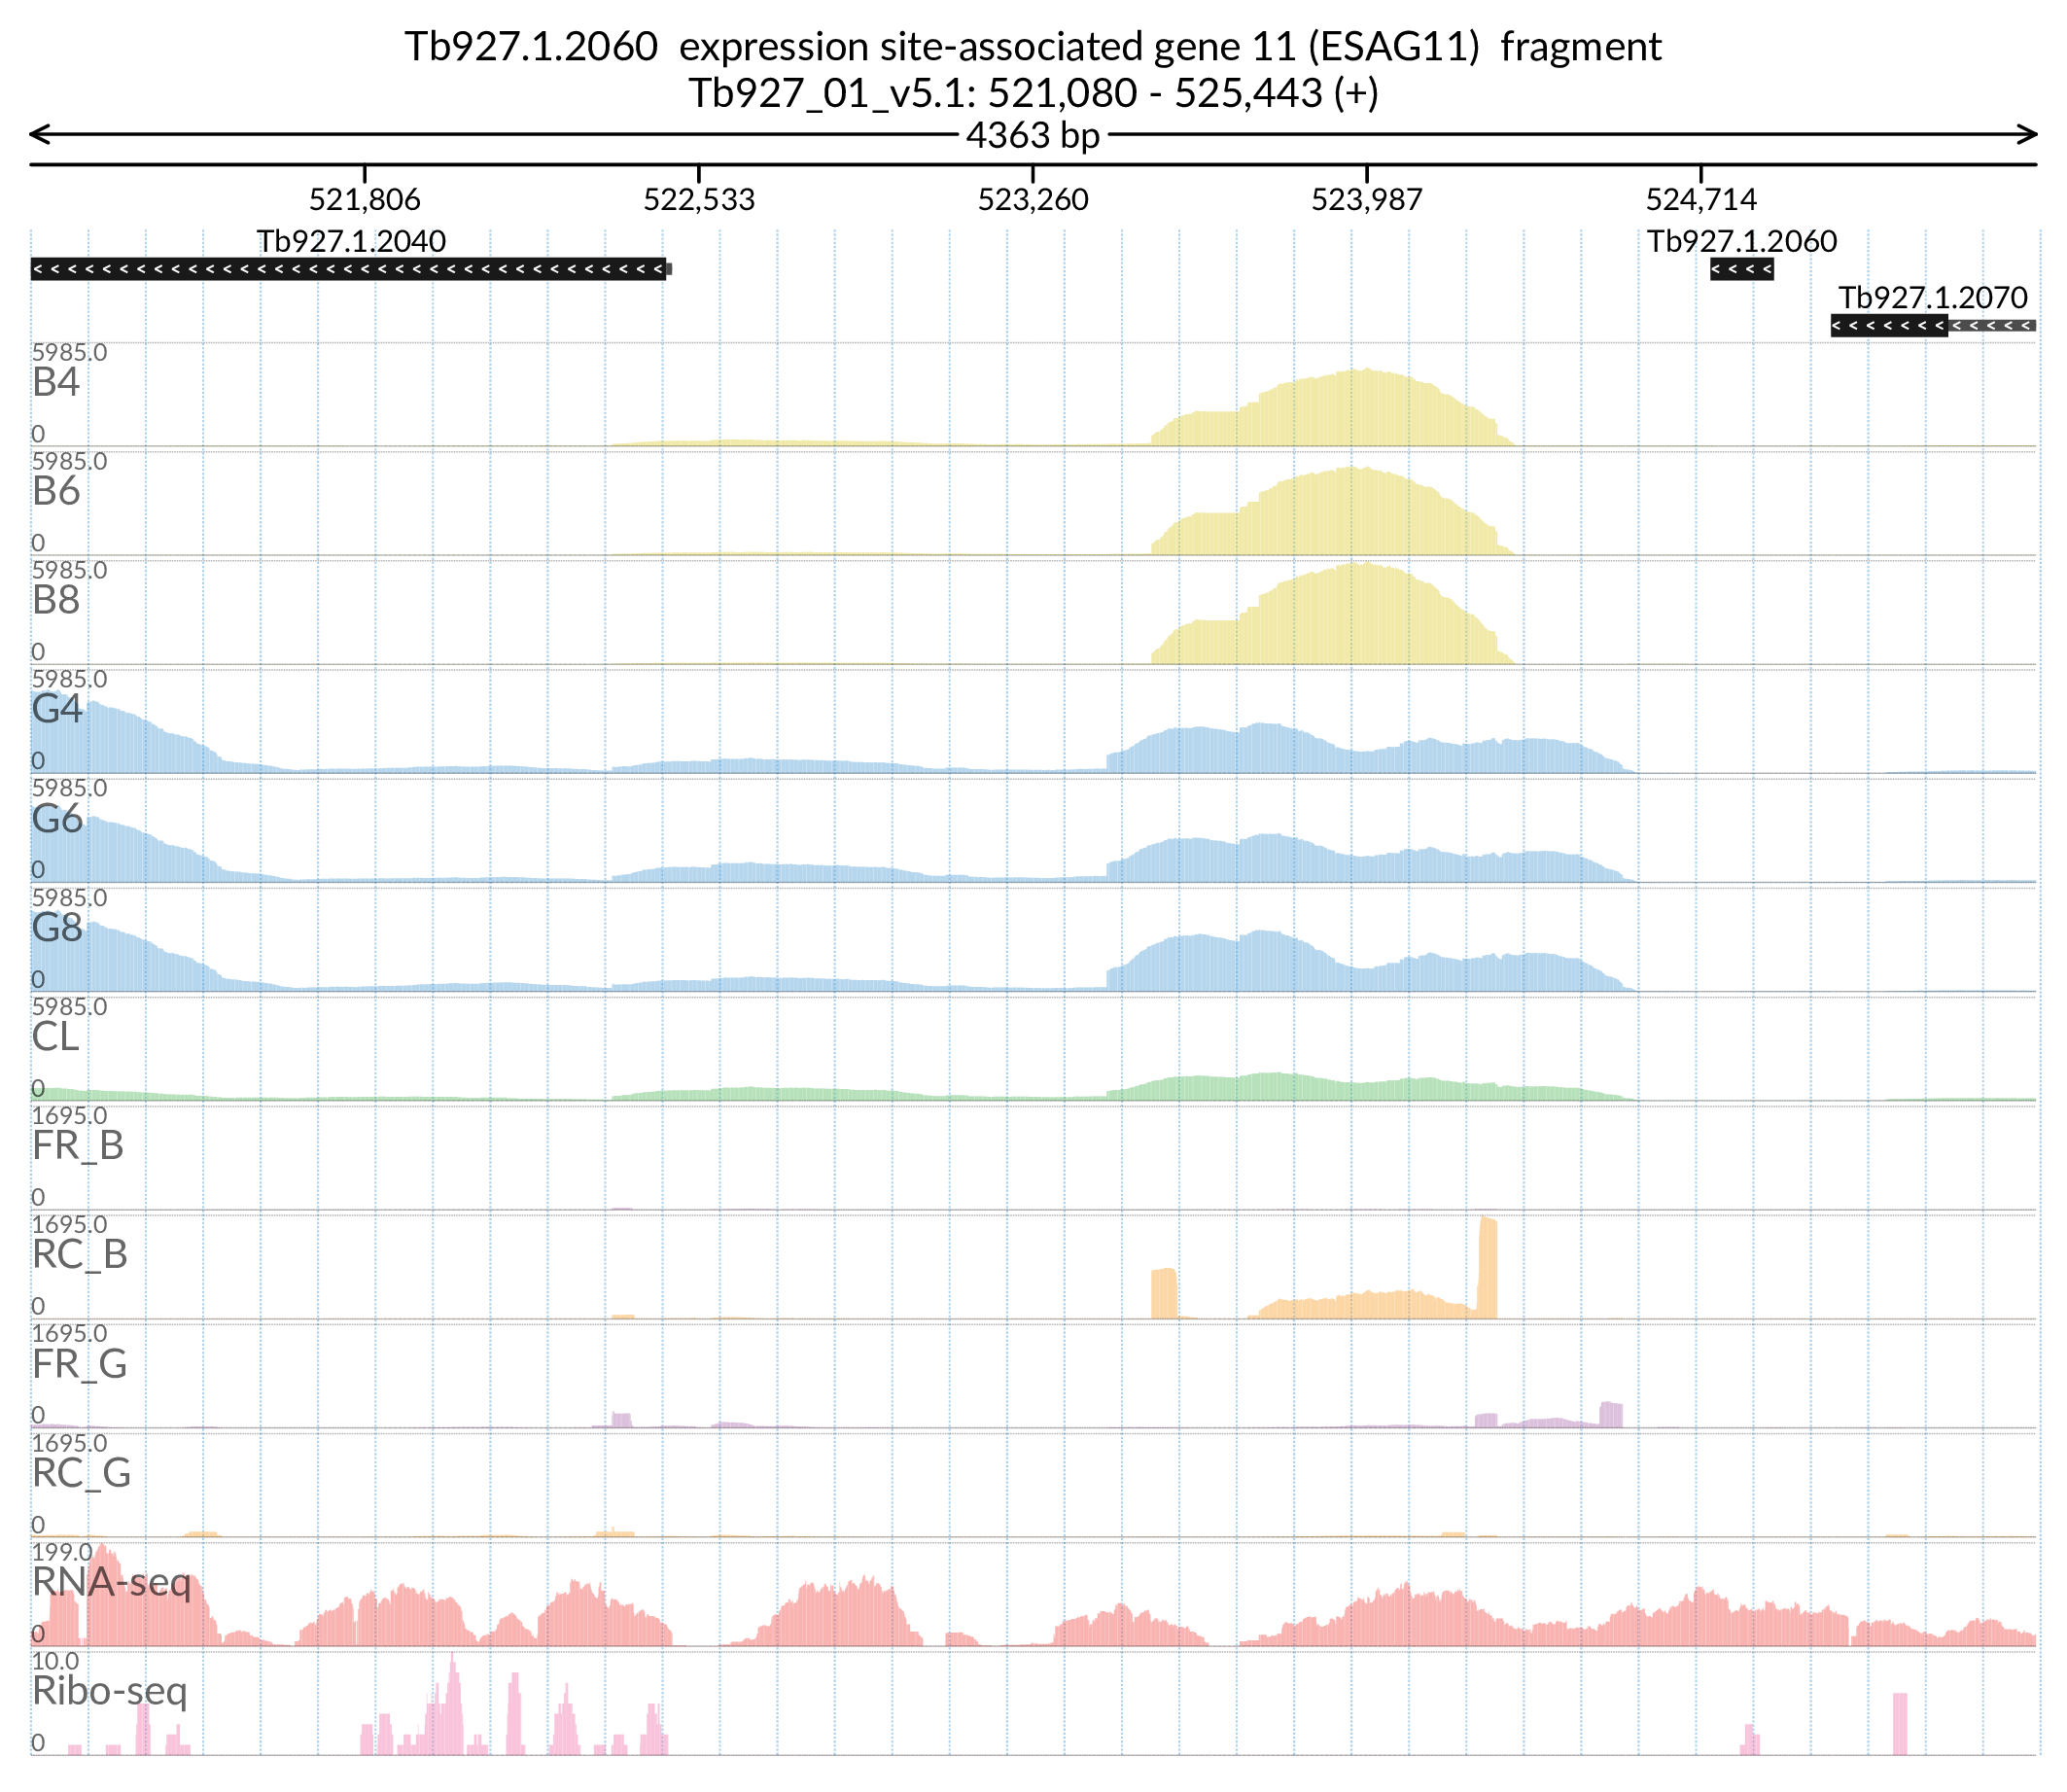 Tb927.1.2060 expression site-associated gene 11 (ESAG11) fragment
Tb927_01_v5.1: 521,080 - 525,443 (+)
4363 bp
521,806 522,533 523,260 523,987 524,714
Tb927.1.2040 Tb927.1.2060
Tb927.1.2070
5985.0
B4
0
5985.0
B6
0
5985.0
B8
0
5985.0
G4
0
5985.0
G6
0
5985.0
G8
0
5985.0
CL
0
1695.0
FR_B
0
1695.0
RC_B
0
1695.0
FR_G
0
1695.0
RC_G
0
199.0
RNA-seq
0
10.0
Ribo-seq
0